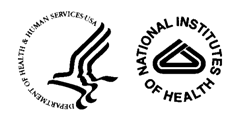 DEPARTMENT OF HEALTH & HUMAN SERVICES USA
NATIONAL INSTITUTES
OF HEALTH